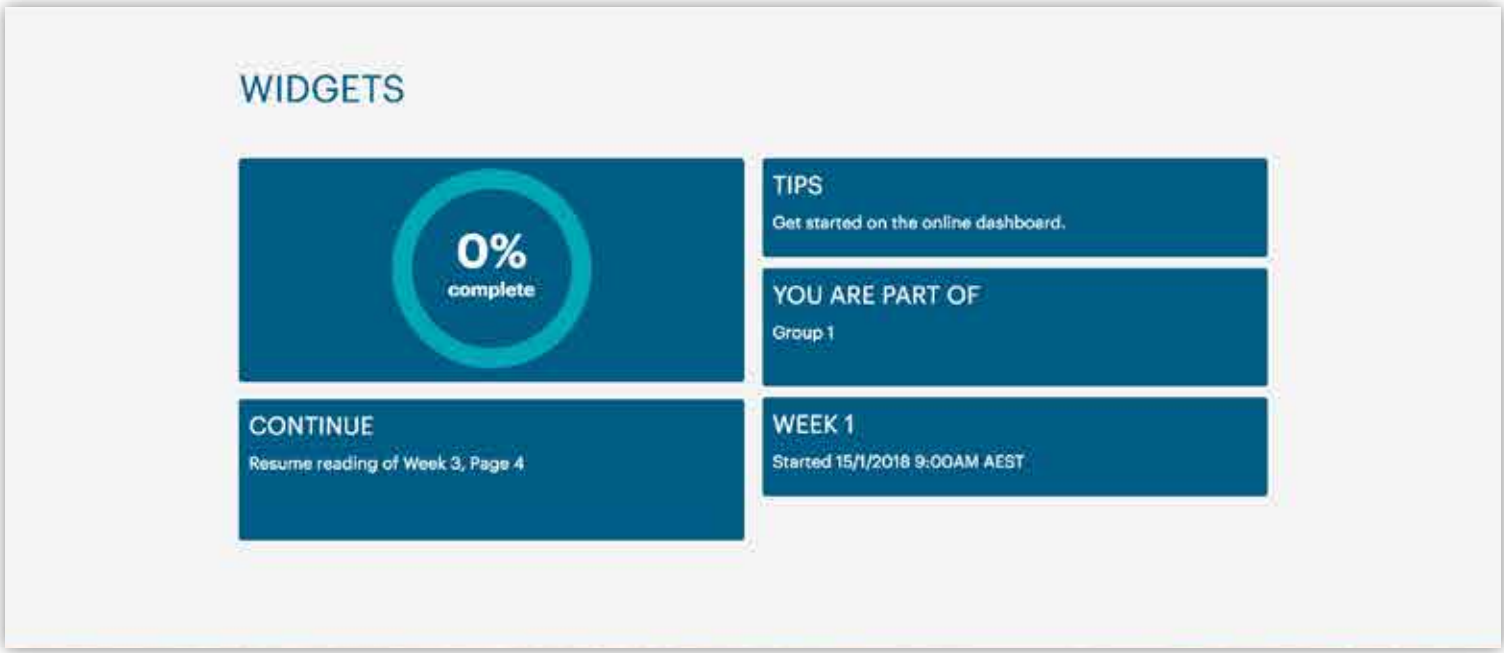 WIDGETS
0%
complete
CONTINUE
Resume reading of Week 3, Page 4
TIPS
Get started on the online dashboard.
YOU ARE PART OF
Group 1
WEEK 1
Started 15/1/2018 9:00AM AEST